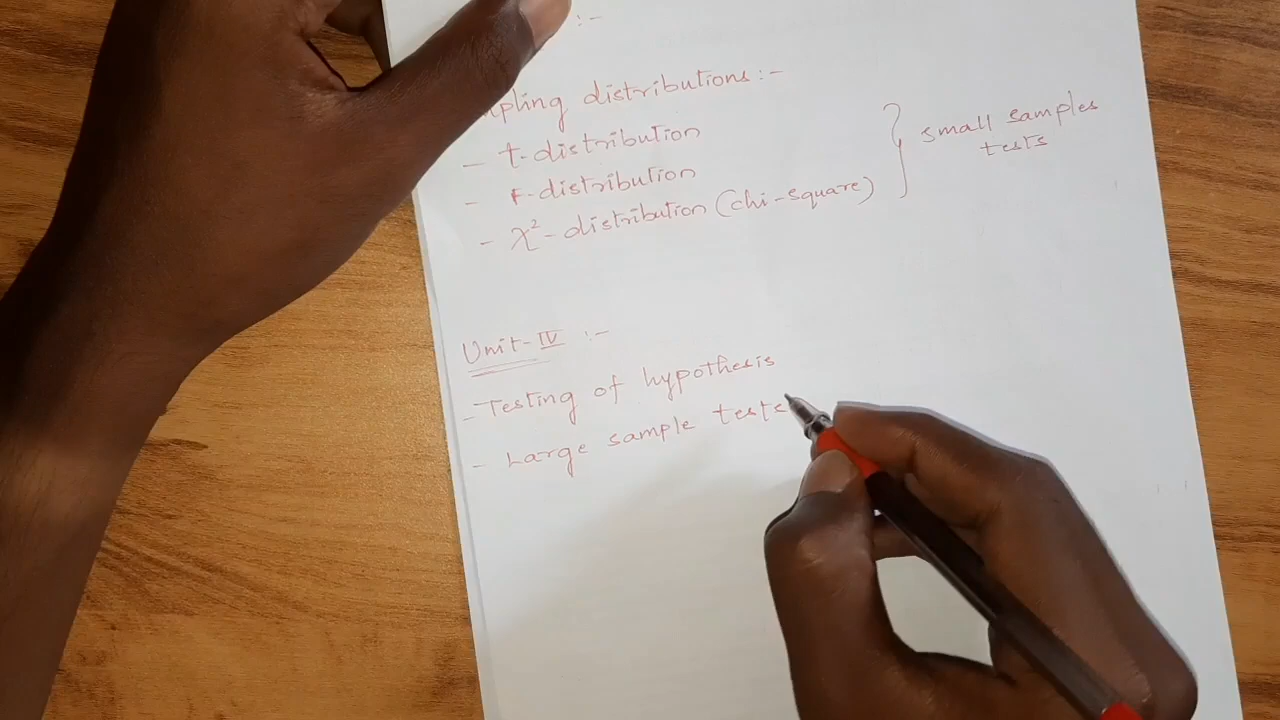 :-
distributions:-
- t-distribution
- F-distribution
- χ²-distribution (chi-square)
} small samples
tests
Unit-IV :-
- Testing of hypothesis
- Large sample tests